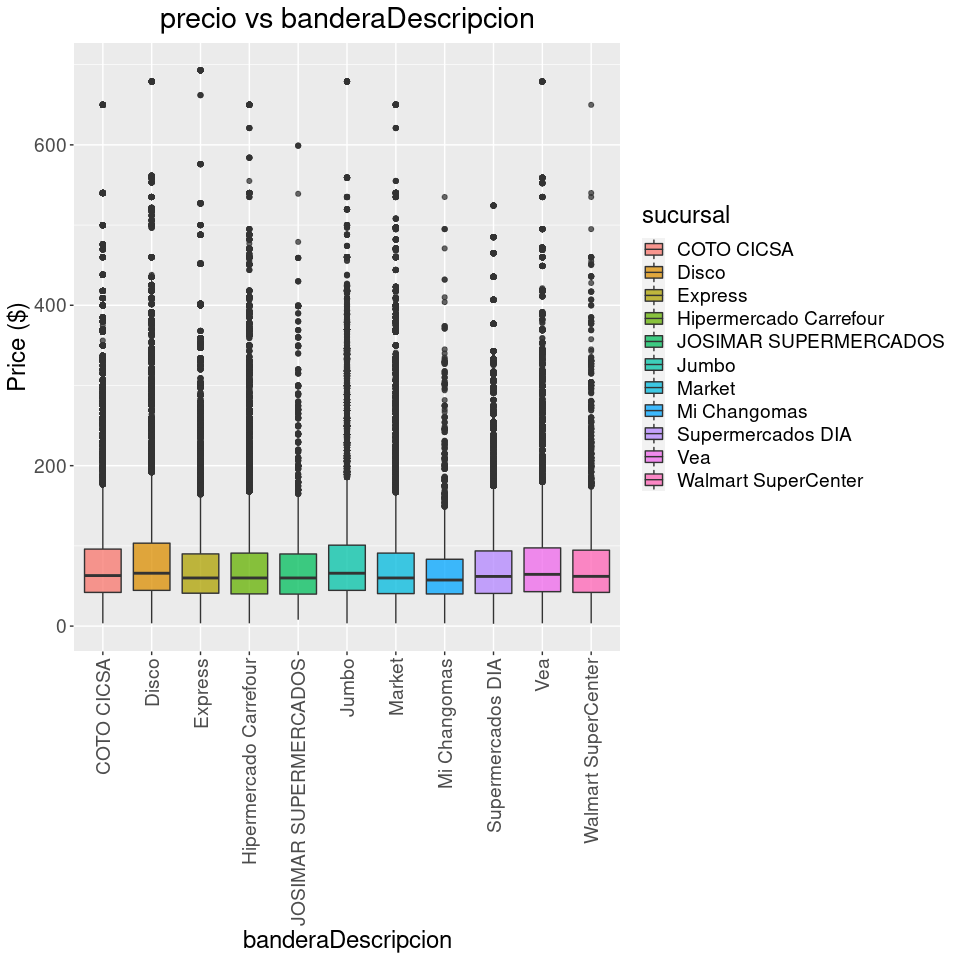 precio vs banderaDescripcion
Price ($)
600
400
200
0
COTO CICSA
Disco
Express
Hipermercado Carrefour
JOSIMAR SUPERMERCADOS
Jumbo
Market
Mi Changomas
Supermercados DIA
Vea
Walmart SuperCenter
banderaDescripcion
sucursal
COTO CICSA
Disco
Express
Hipermercado Carrefour
JOSIMAR SUPERMERCADOS
Jumbo
Market
Mi Changomas
Supermercados DIA
Vea
Walmart SuperCenter